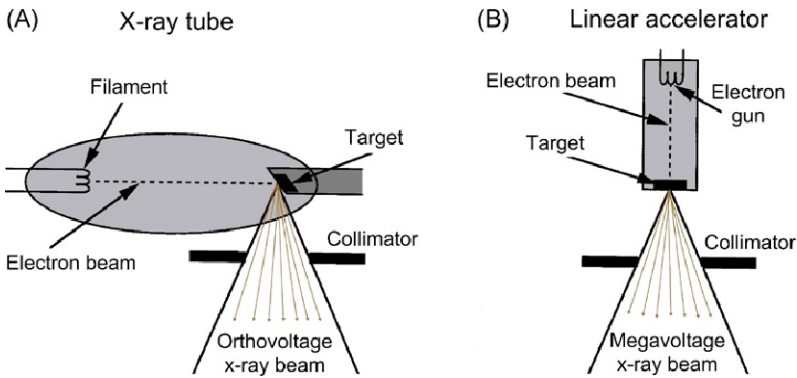 (A)
X-ray tube
Filament
Target
Electron beam
Collimator
Orthovoltage
x-ray beam
(B)
Linear accelerator
Electron beam
Electron
gun
Target
Collimator
Megavoltage
x-ray beam